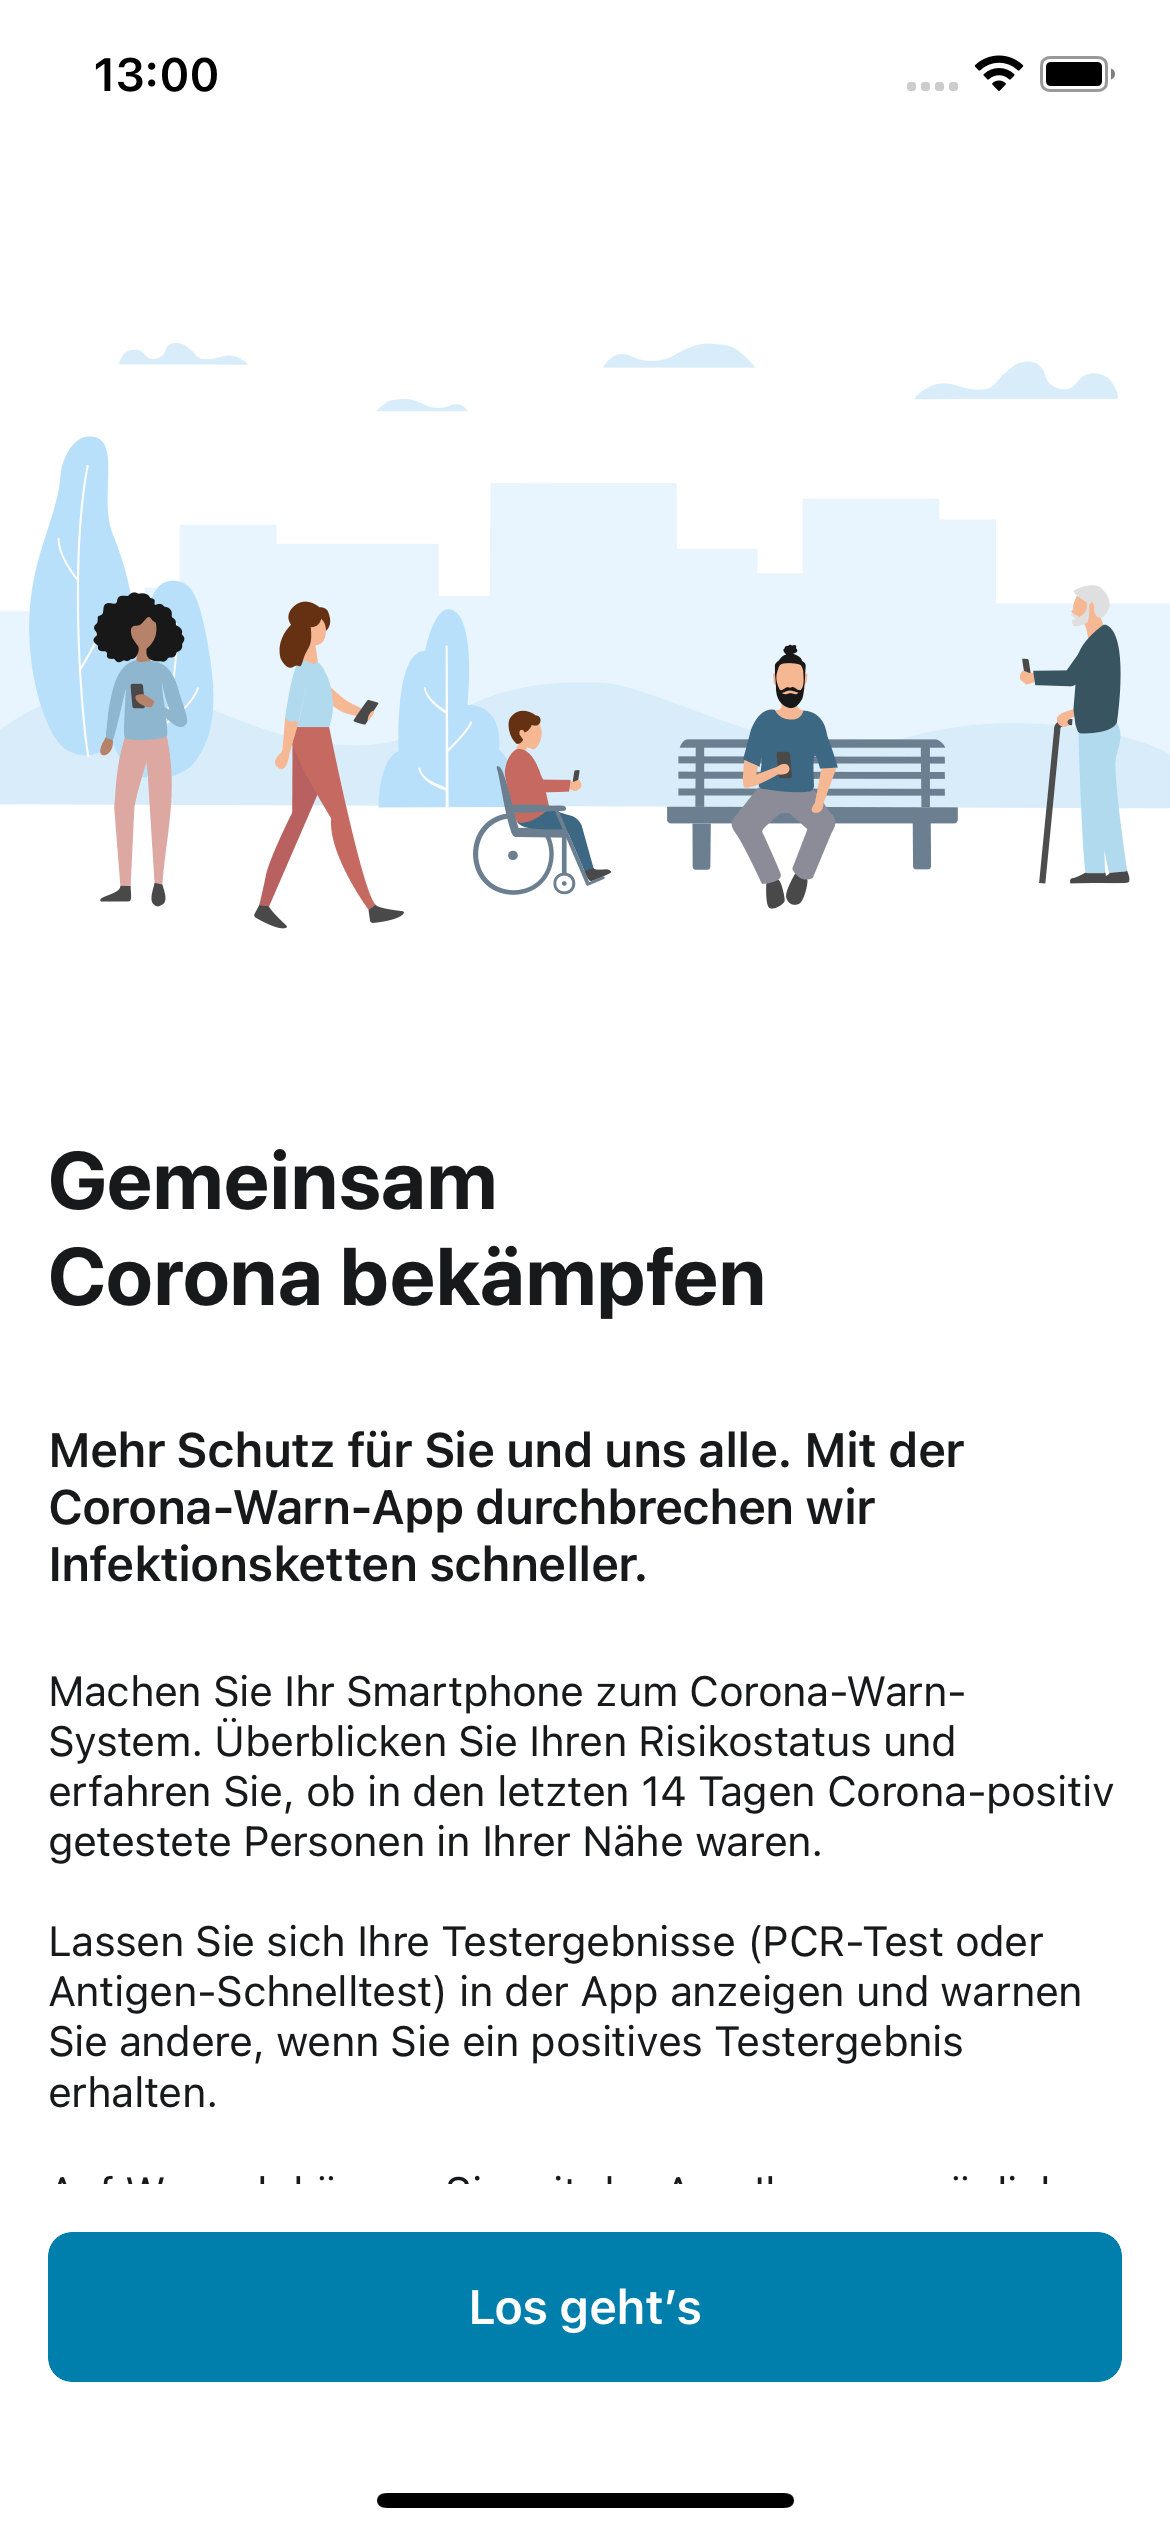 13:00
Gemeinsam
Corona bekämpfen
Mehr Schutz für Sie und uns alle. Mit der
Corona-Warn-App durchbrechen wir
Infektionsketten schneller.
Machen Sie Ihr Smartphone zum Corona-Warn-
System. Überblicken Sie Ihren Risikostatus und
erfahren Sie, ob in den letzten 14 Tagen Corona-positiv
getestete Personen in Ihrer Nähe waren.
Lassen Sie sich Ihre Testergebnisse (PCR-Test oder
Antigen-Schnelltest) in der App anzeigen und warnen
Sie andere, wenn Sie ein positives Testergebnis
erhalten.
Los geht’s